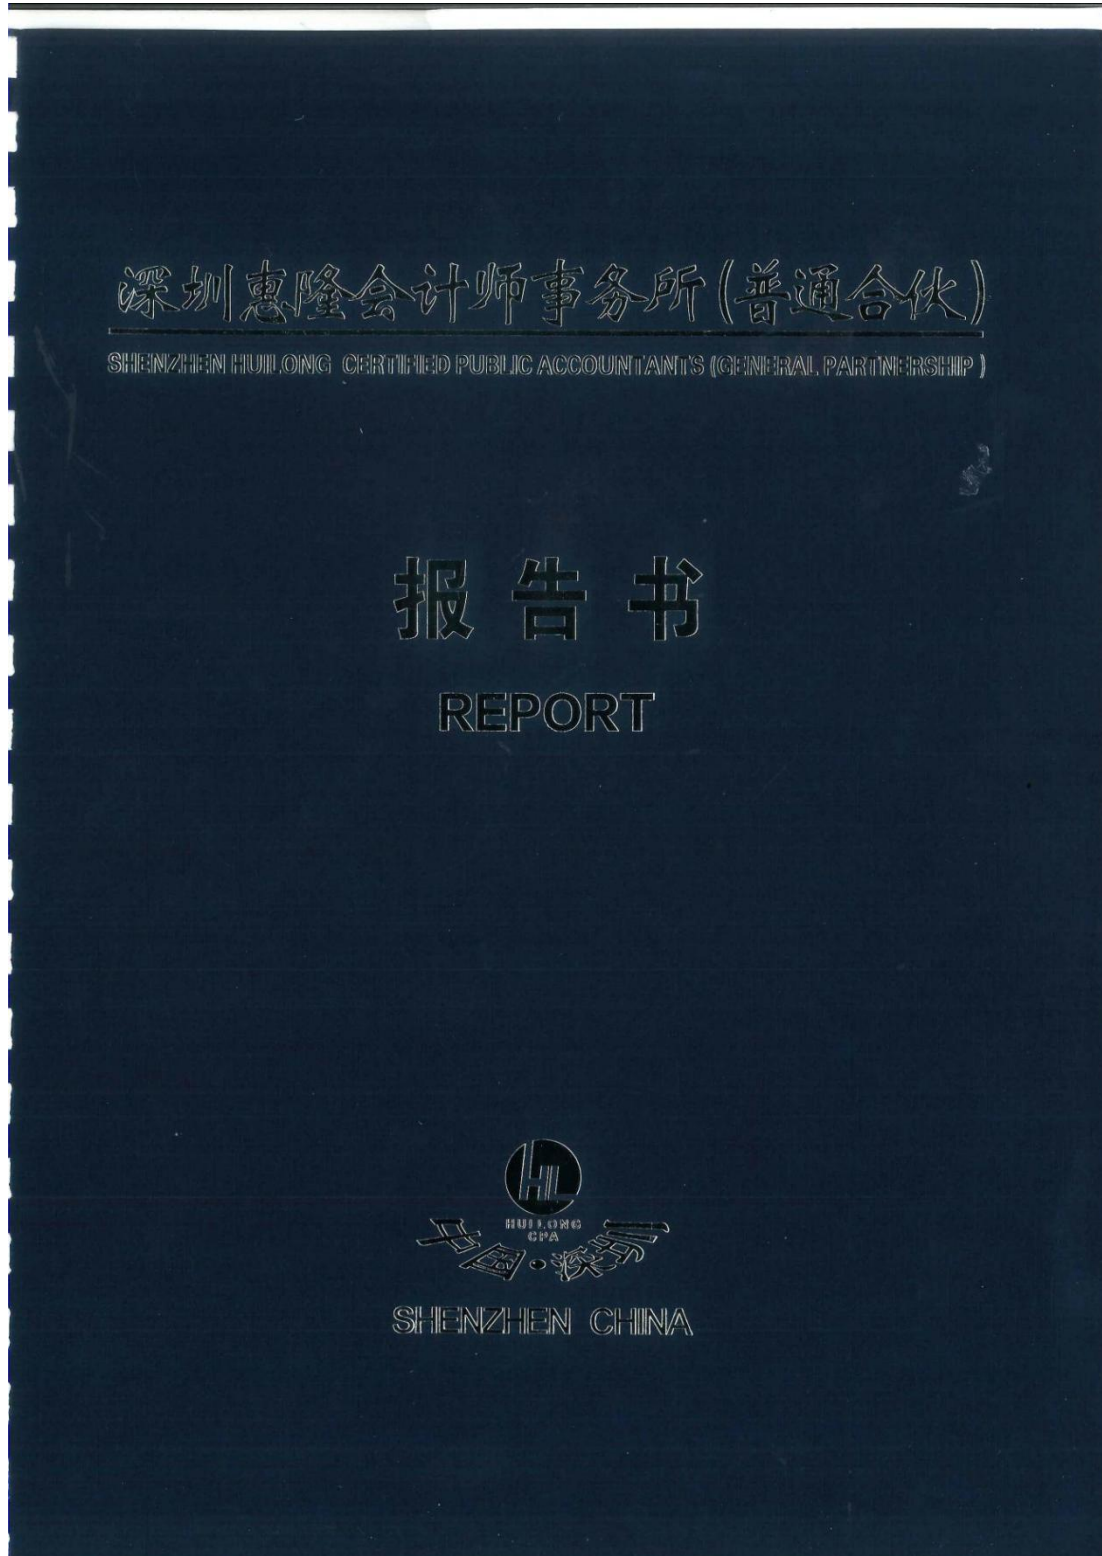 深圳惠隆会计师事务所(普通合伙)
SHENZHEN HUILONG CERTIFIED PUBLIC ACCOUNTANTS (GENERAL PARTNERSHIP)
报告书
REPORT
HL
HUILONG
CPA
中国·深圳
SHENZHEN CHINA